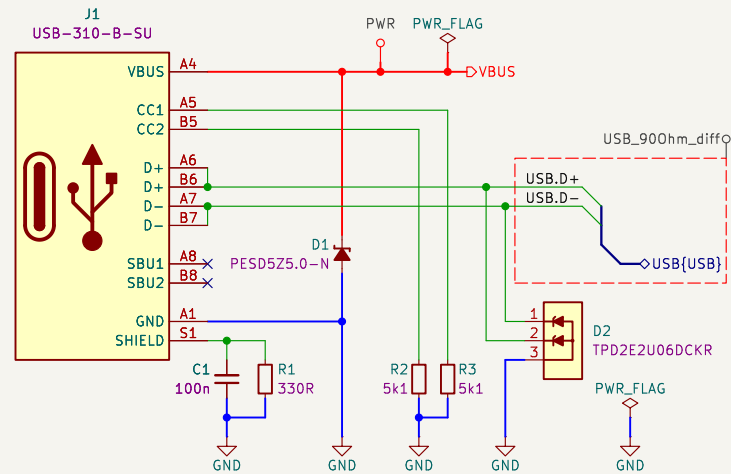 J1
USB-310-B-SU
PWR
PWR_FLAG
VBUS
A4
VBUS
CC1
A5
CC2
B5
USB_90Ohm_diff
D+
A6
D+
B6
USB.D+
D-
A7
USB.D-
D-
B7
D1
PESD5Z5.0-N
SBU1
A8
USB{USB}
SBU2
B8
GND
A1
SHIELD
S1
1
2
3
D2
TPD2E2U06DCKR
C1
100n
R1
330R
R2
5k1
R3
5k1
PWR_FLAG
GND
GND
GND
GND
GND